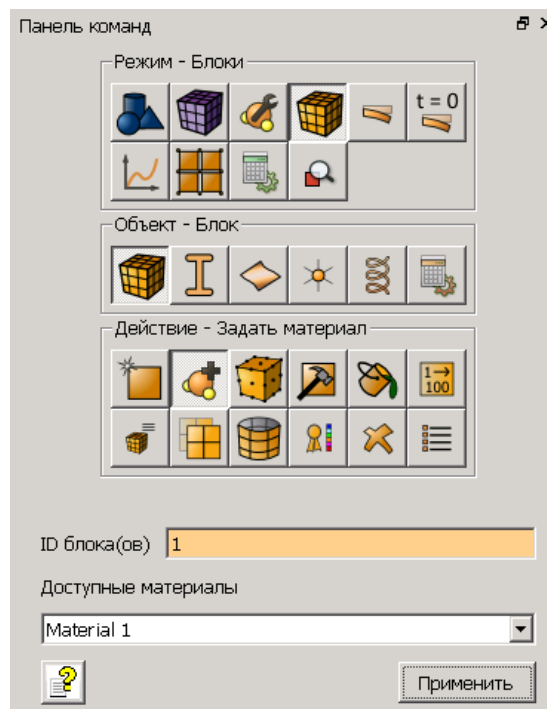 Панель команд
Режим - Блоки
t = 0
Объект - Блок
Действие - Задать материал
1→
100
ID блока(ов) 1
Доступные материалы
Material 1
Применить